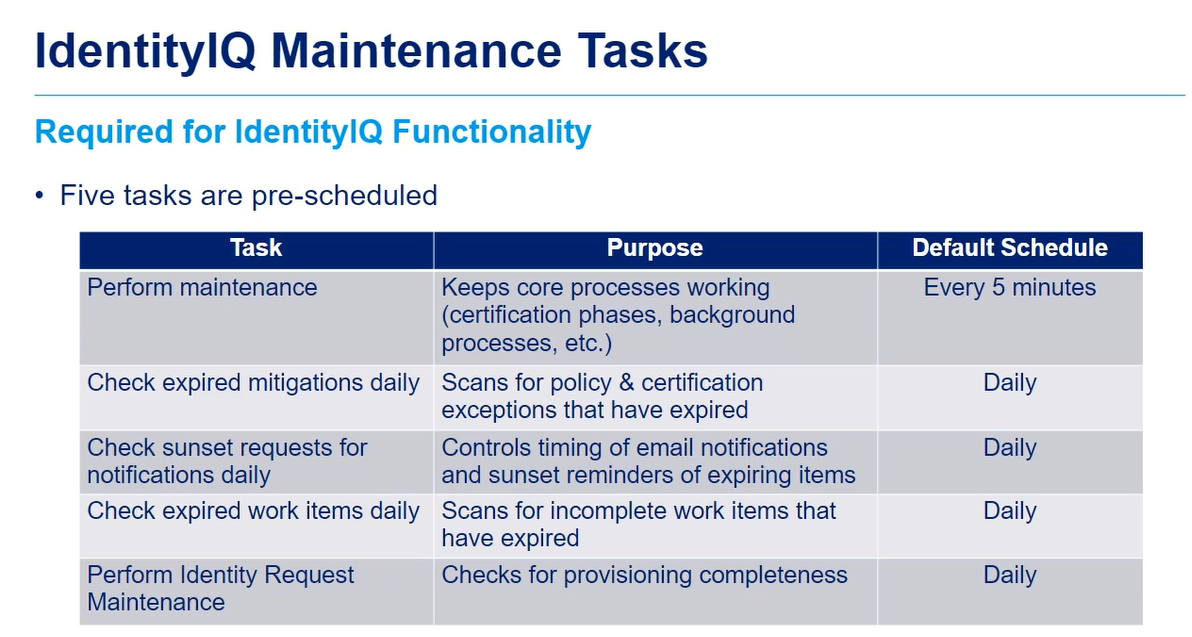 IdentityIQ Maintenance Tasks
Required for IdentityIQ Functionality
• Five tasks are pre-scheduled
Task Purpose Default Schedule
Perform maintenance
Keeps core processes working
(certification phases, background
processes, etc.)
Every 5 minutes
Check expired mitigations daily
Scans for policy & certification
exceptions that have expired
Daily
Check sunset requests for
notifications daily
Controls timing of email notifications
and sunset reminders of expiring items
Daily
Check expired work items daily
Scans for incomplete work items that
have expired
Daily
Perform Identity Request
Maintenance
Checks for provisioning completeness
Daily